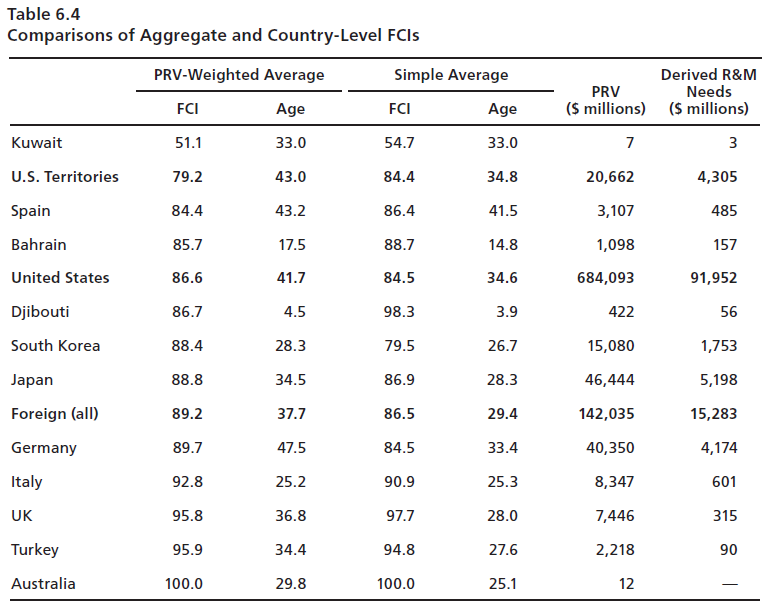 Table 6.4
Comparisons of Aggregate and Country-Level FCIs
PRV-Weighted Average Simple Average PRV ($ millions) Derived R&M Needs ($ millions)
FCI Age FCI Age
Kuwait 51.1 33.0 54.7 33.0 7 3
U.S. Territories 79.2 43.0 84.4 34.8 20,662 4,305
Spain 84.4 43.2 86.4 41.5 3,107 485
Bahrain 85.7 17.5 88.7 14.8 1,098 157
United States 86.6 41.7 84.5 34.6 684,093 91,952
Djibouti 86.7 4.5 98.3 3.9 422 56
South Korea 88.4 28.3 79.5 26.7 15,080 1,753
Japan 88.8 34.5 86.9 28.3 46,444 5,198
Foreign (all) 89.2 37.7 86.5 29.4 142,035 15,283
Germany 89.7 47.5 84.5 33.4 40,350 4,174
Italy 92.8 25.2 90.9 25.3 8,347 601
UK 95.8 36.8 97.7 28.0 7,446 315
Turkey 95.9 34.4 94.8 27.6 2,218 90
Australia 100.0 29.8 100.0 25.1 12 —